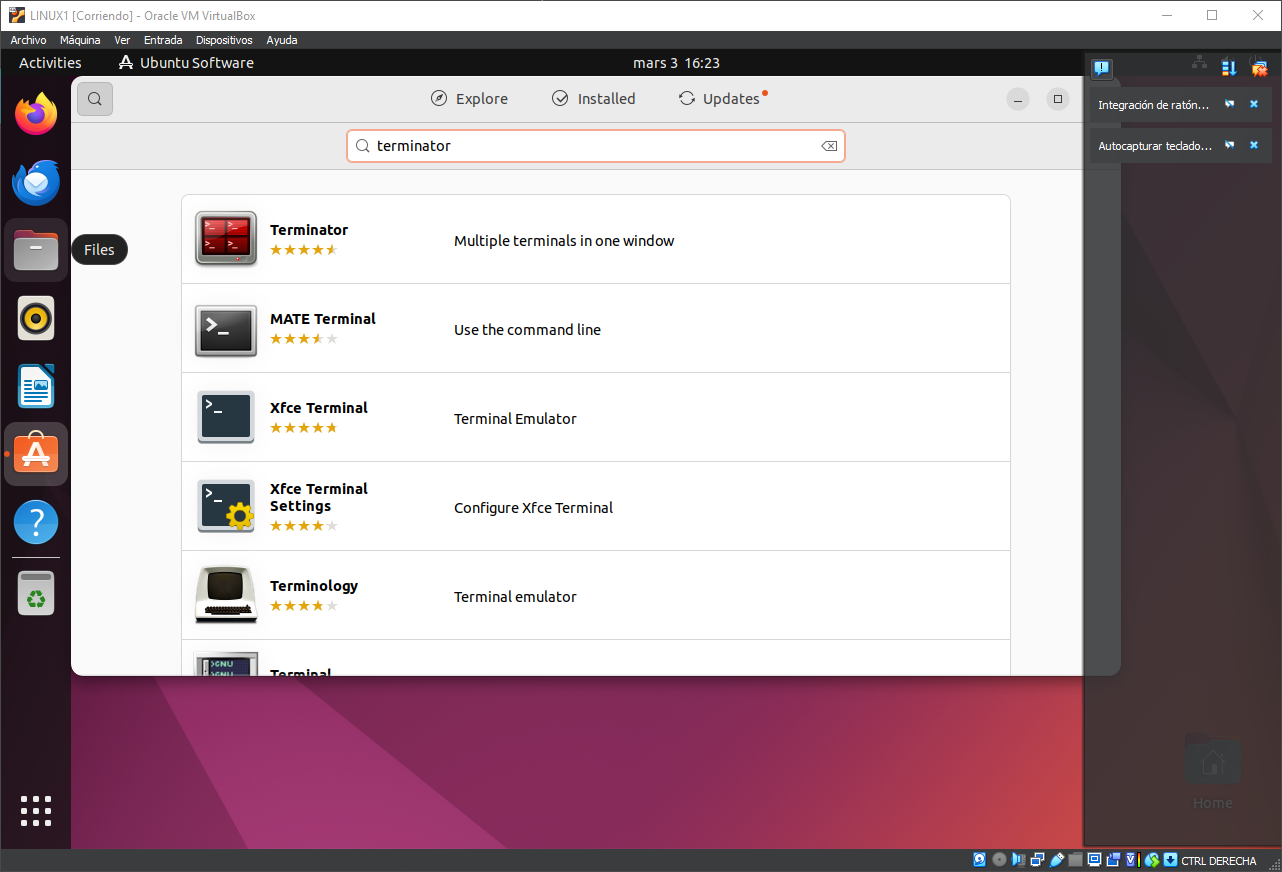 LINUX1 [Corriendo] - Oracle VM VirtualBox
Archivo Máquina Ver Entrada Dispositivos Ayuda
Activities Ubuntu Software mars 3 16:23
Explore Installed Updates
Integración de ratón...
terminator
Autocapturar teclado...
Terminator
Multiple terminals in one window
Files
MATE Terminal
Use the command line
Xfce Terminal
Terminal Emulator
Xfce Terminal
Settings
Configure Xfce Terminal
Terminology
Terminal emulator
Terminal
Home
CTRL DERECHA